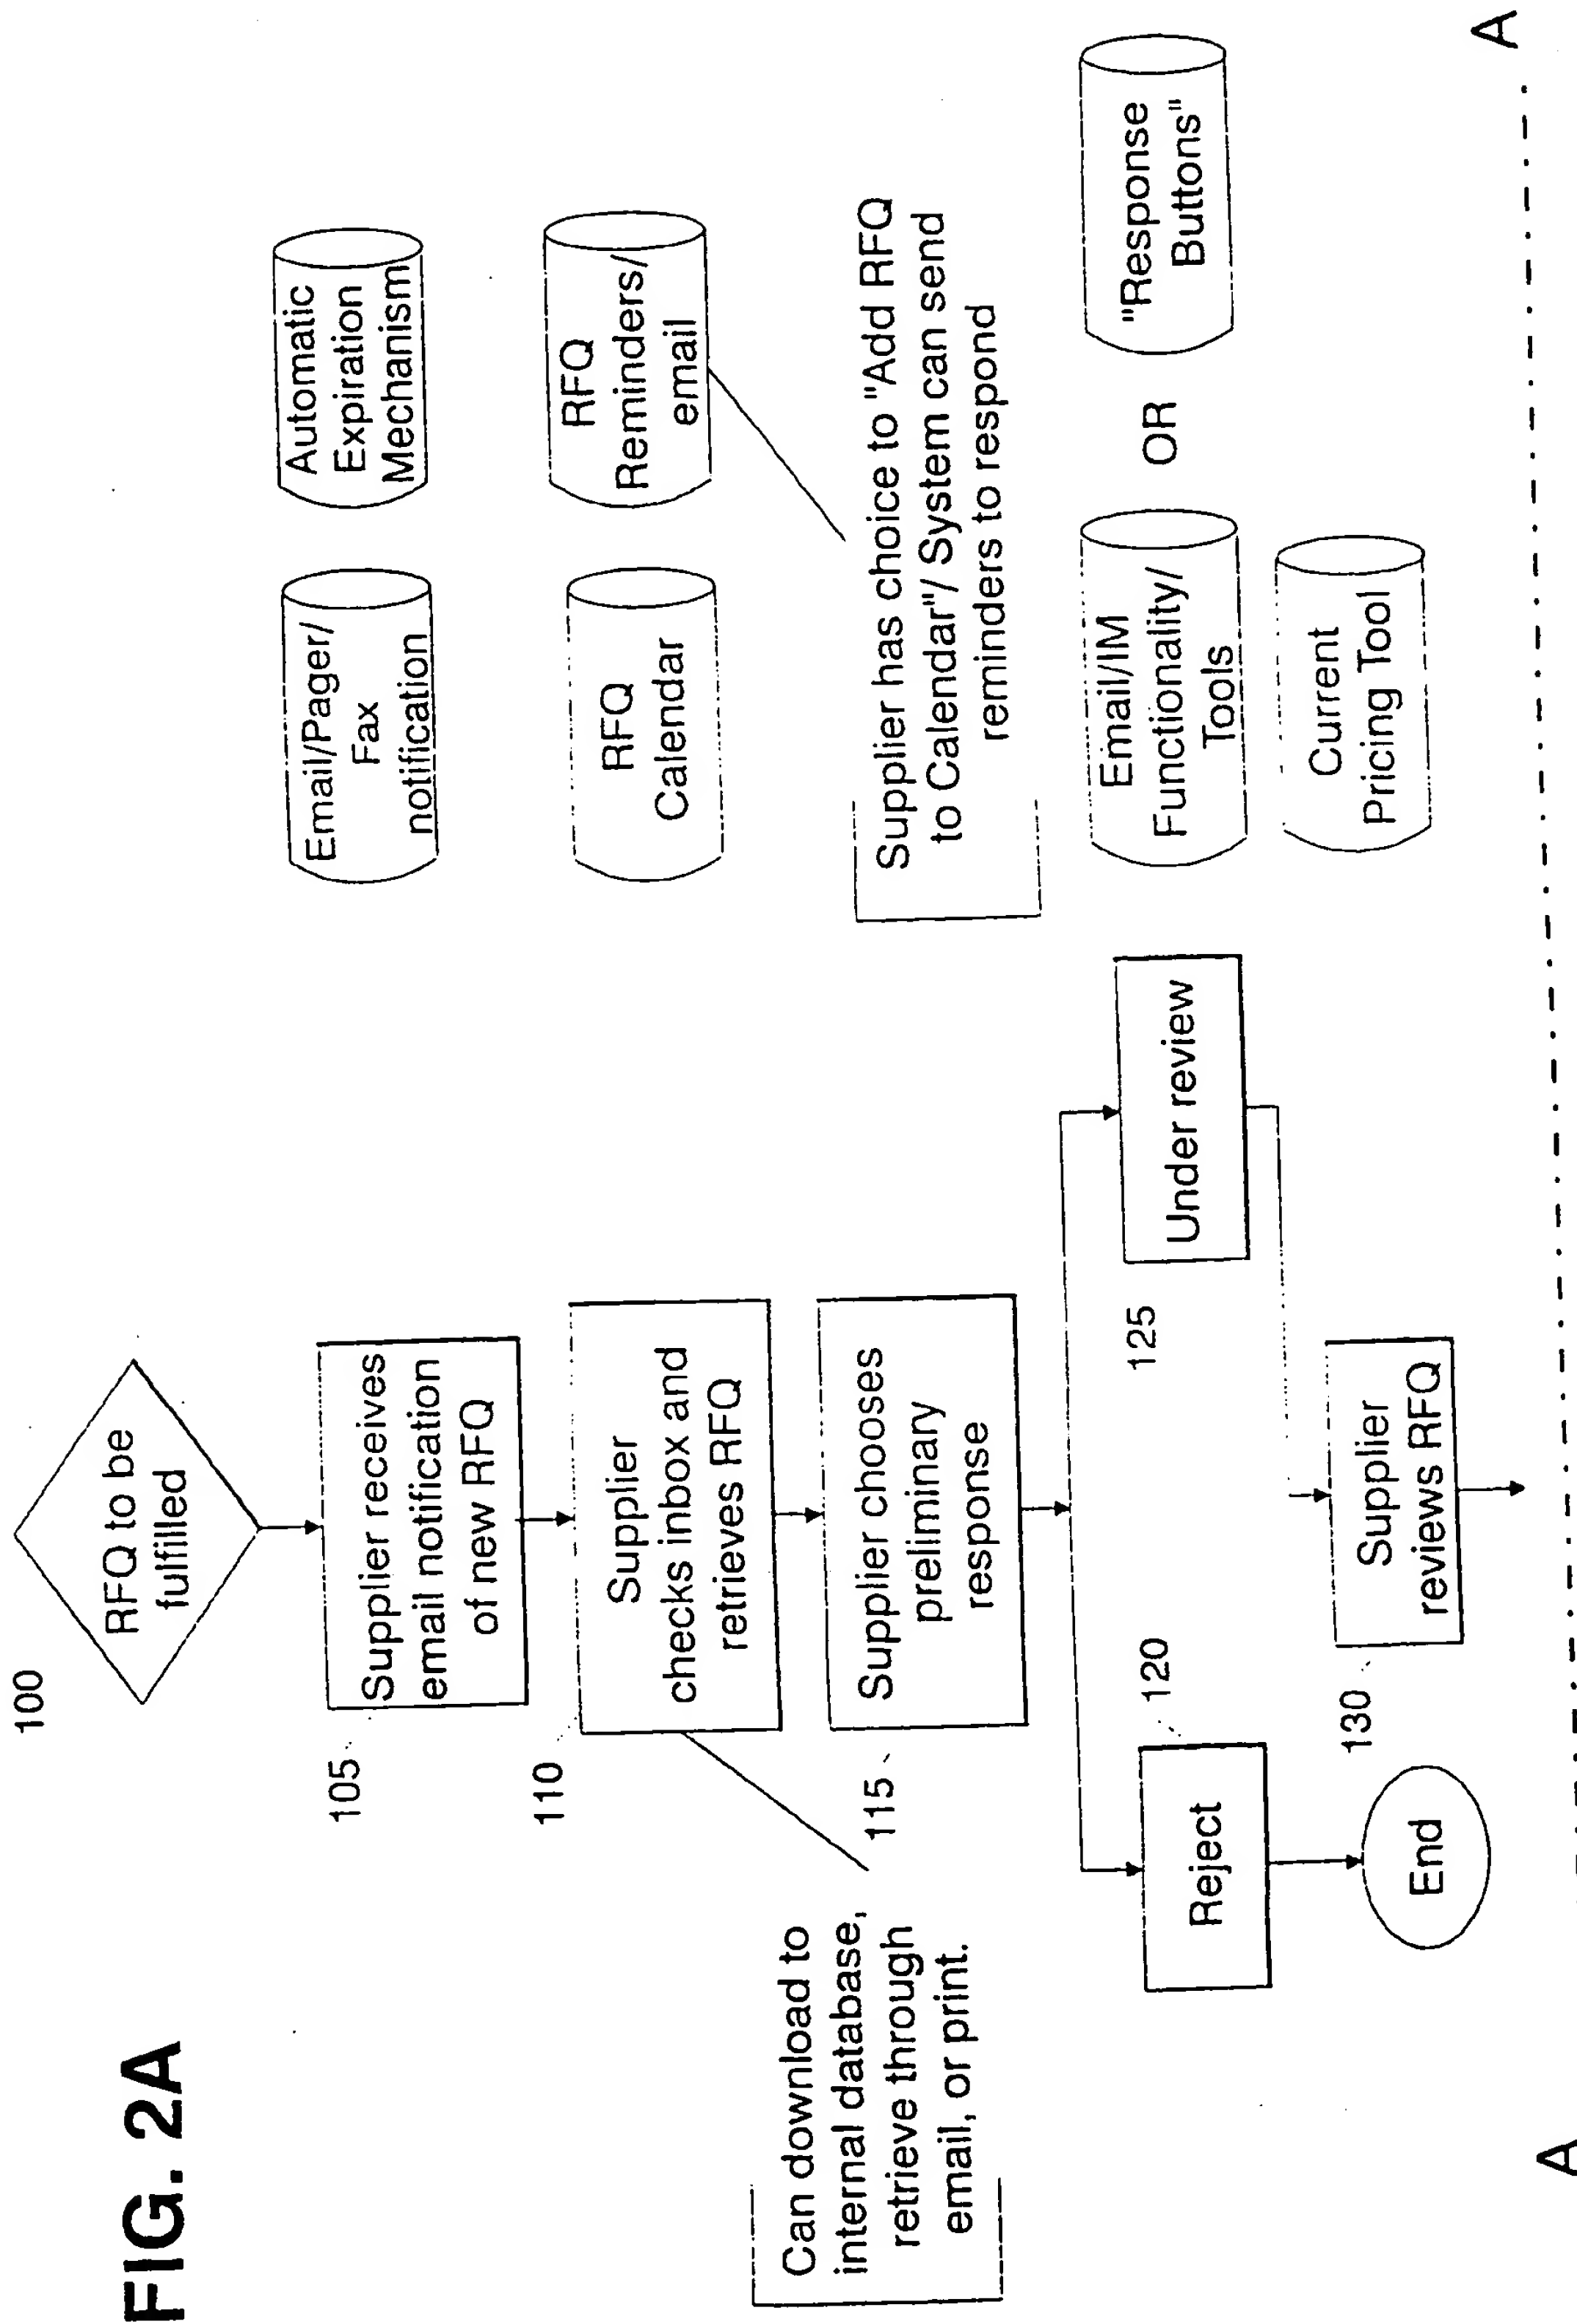 FIG. 2A
100
RFQ to be
fulfilled
105
Supplier receives
email notification
of new RFQ
Email/Pager/
Fax
notification
Automatic
Expiration
Mechanism
110
Supplier
checks inbox and
retrieves RFQ
RFQ
Calendar
RFQ
Reminders/
email
Can download to
internal database,
retrieve through
email, or print.
115
Supplier chooses
preliminary
response
Supplier has choice to "Add RFQ
to Calendar"/ System can send
reminders to respond
Reject
120
125
Under review
Email/IM
Functionality/
Tools
OR
"Response
Buttons"
End
130
Supplier
reviews RFQ
Current
Pricing Tool
A
A